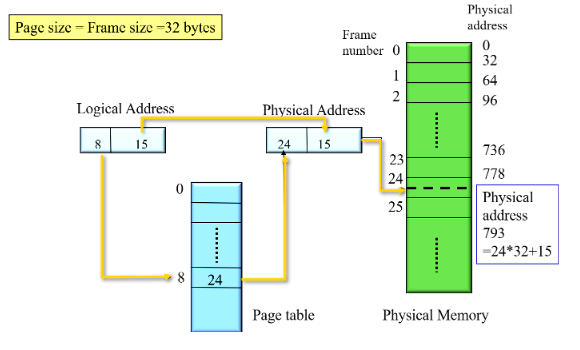 Page size = Frame size =32 bytes
Physical
address
Frame
number
0
0
32
1
64
2
96
Logical Address
Physical Address
8
15
24
15
736
23
778
24
25
Physical
address
793
=24*32+15
0
8
24
Page table
Physical Memory